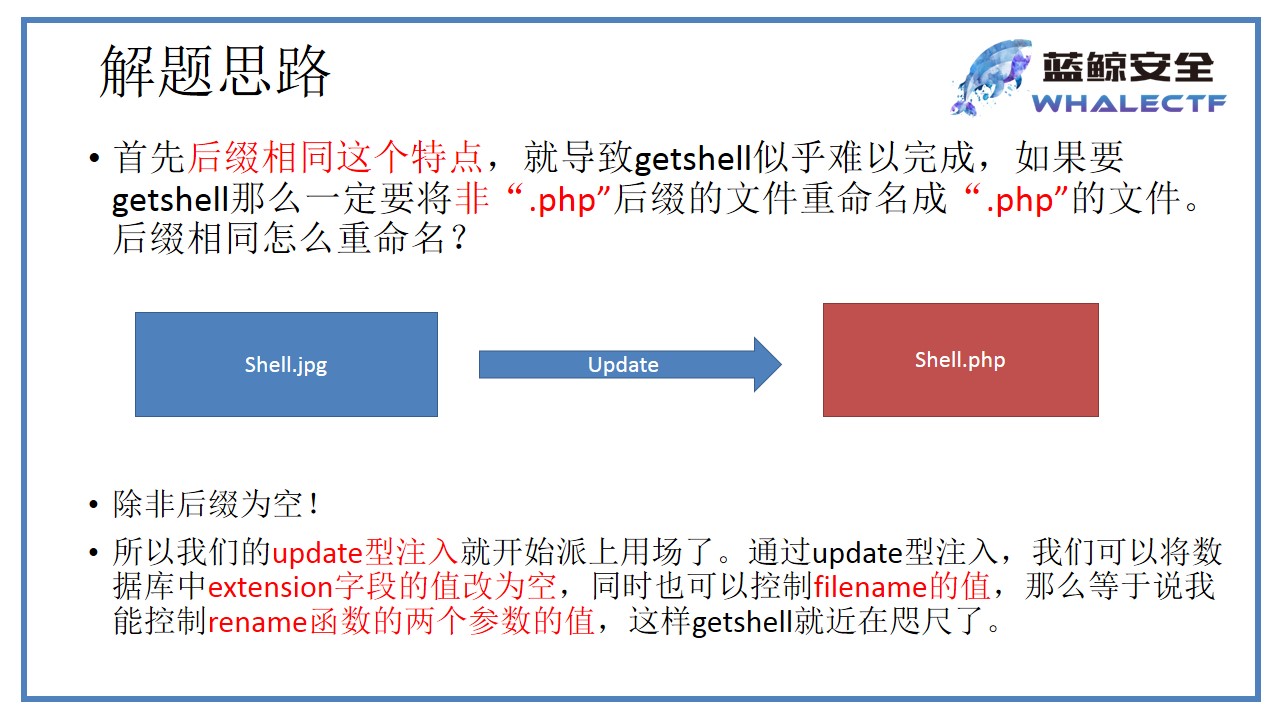 解题思路
蓝鲸安全
WHALECTF
• 首先后缀相同这个特点，就导致getshell似乎难以完成，如果要
getshell那么一定要将非“.php”后缀的文件重命名成“.php”的文件。
后缀相同怎么重命名？
Shell.jpg
Update
Shell.php
• 除非后缀为空！
• 所以我们的update型注入就开始派上用场了。通过update型注入，我们可以将数
据库中extension字段的值改为空，同时也可以控制filename的值，那么等于说我
能控制rename函数的两个参数的值，这样getshell就近在咫尺了。